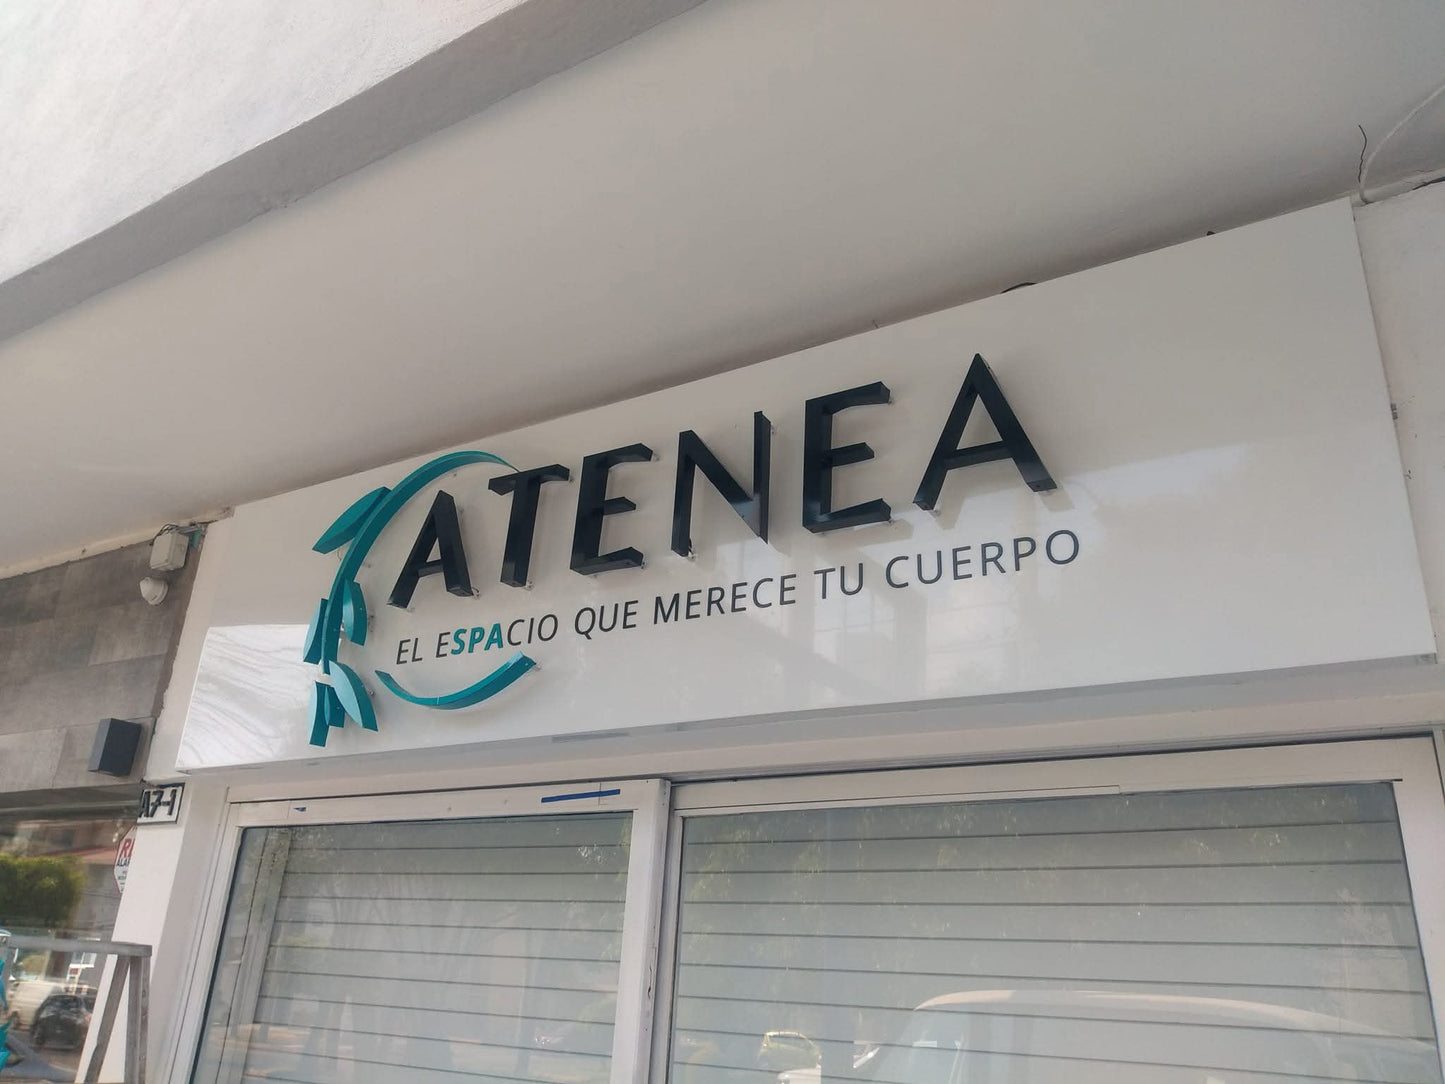 ATENEA
EL ESPACIO QUE MERECE TU CUERPO
A7-1